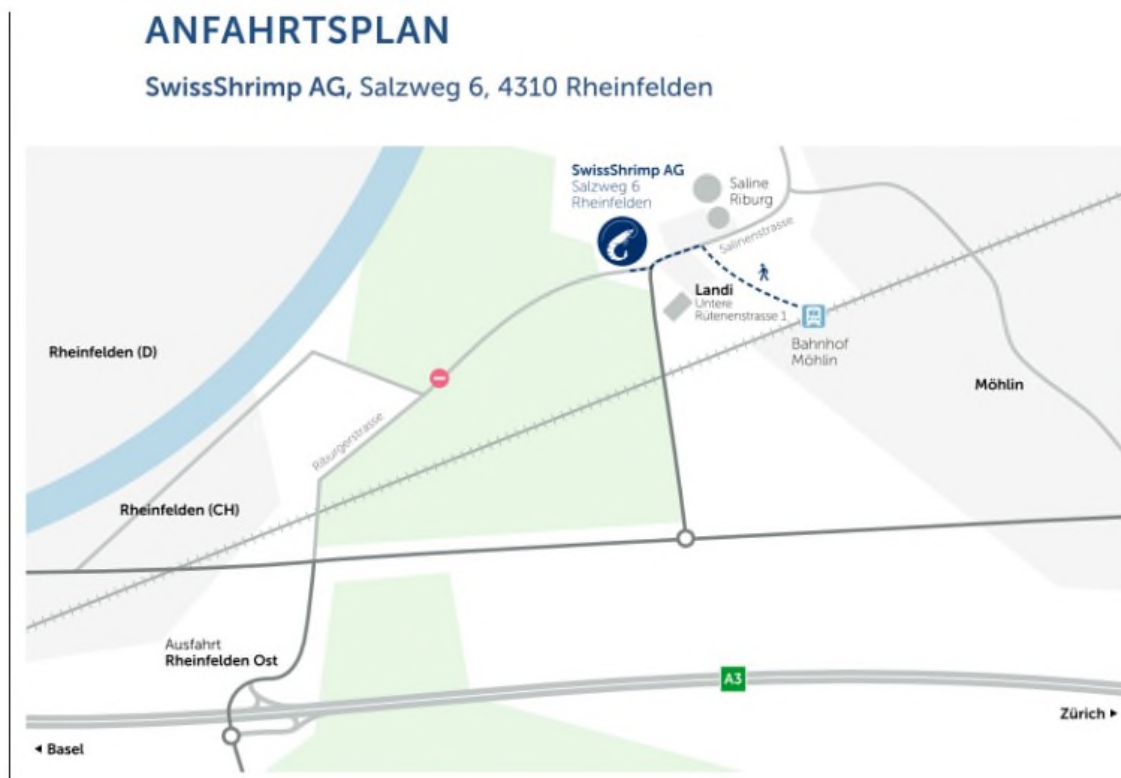 ANFAHRTSPLAN
SwissShrimp AG, Salzweg 6, 4310 Rheinfelden
SwissShrimp AG
Salzweg 6
Rheinfelden
Saline
Riburg
Salinenstrasse
Landi
Untere
Rütenenstrasse 1
Bahnhof
Möhlin
Rheinfelden (D)
Möhlin
Riburgerstrasse
Rheinfelden (CH)
Ausfahrt
Rheinfelden Ost
A3
Zürich
Basel